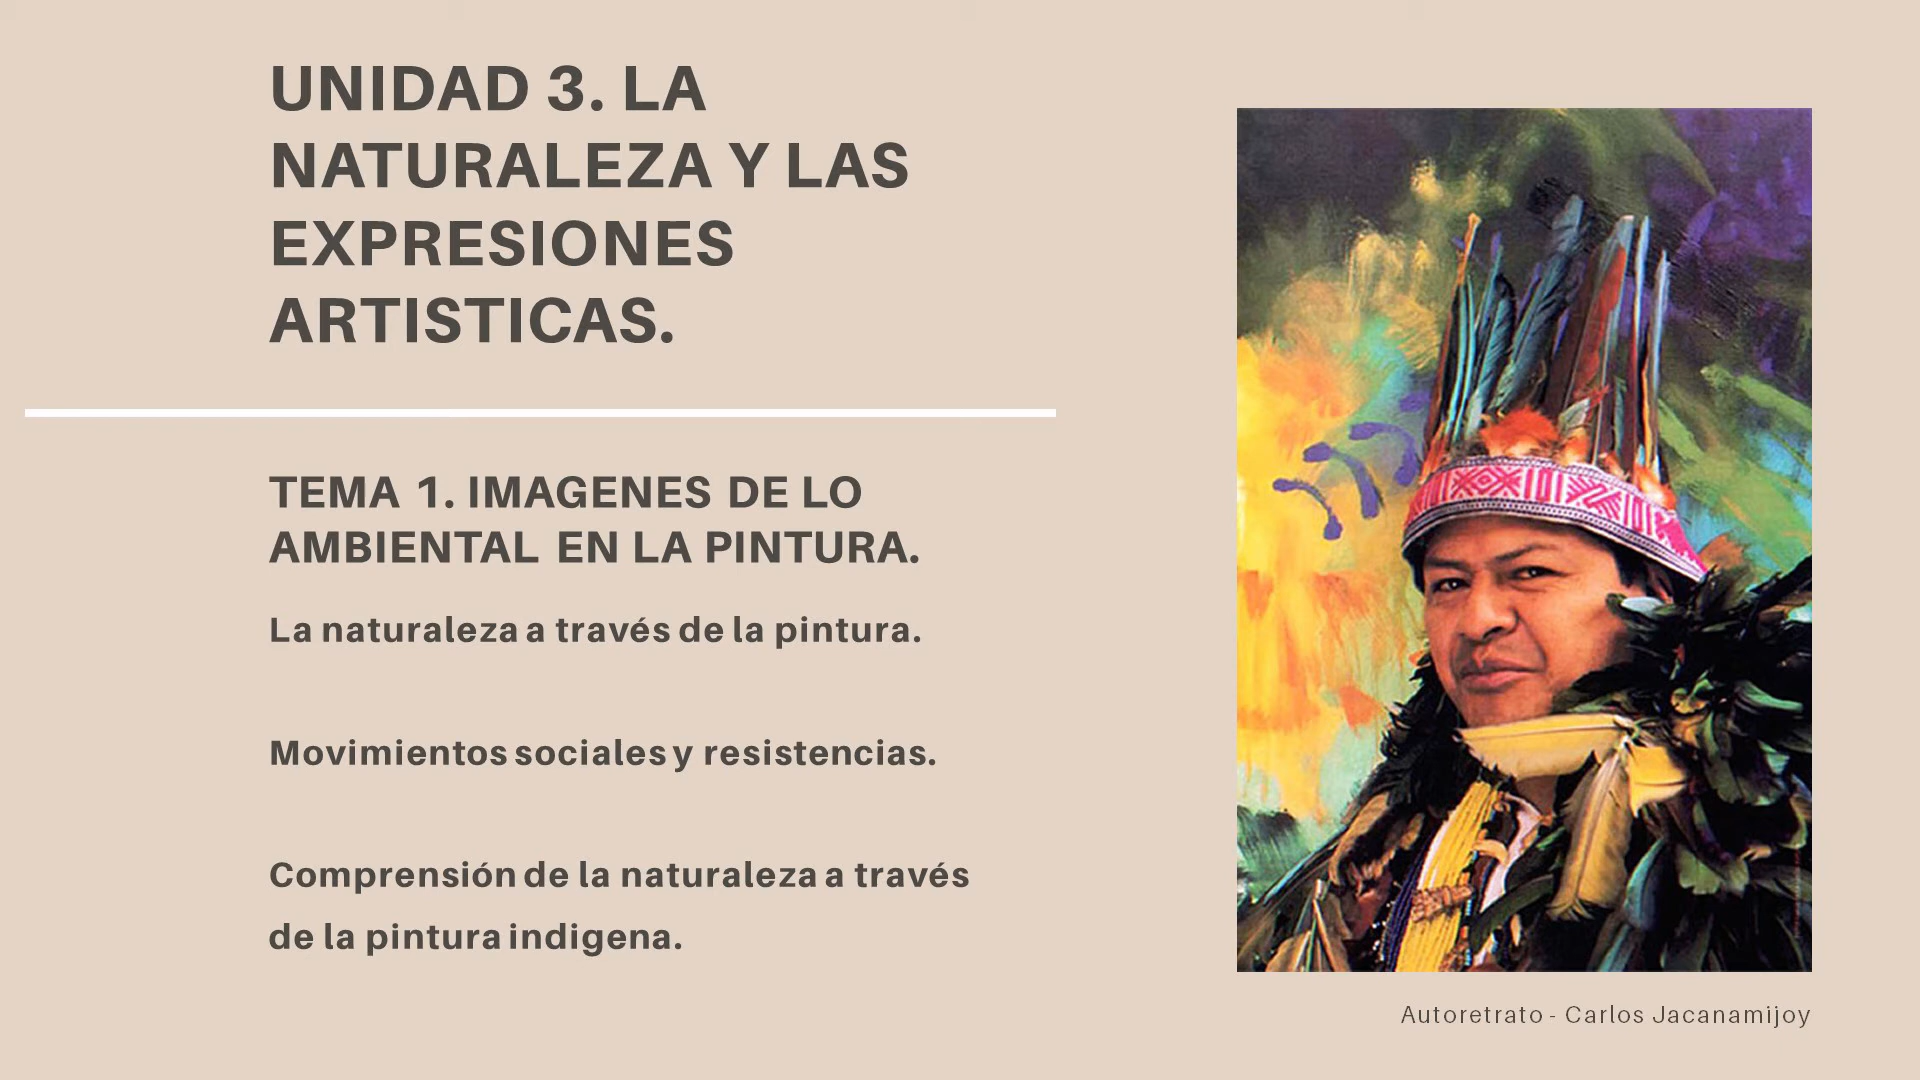 UNIDAD 3. LA
NATURALEZA Y LAS
EXPRESIONES
ARTISTICAS.
TEMA 1. IMAGENES DE LO
AMBIENTAL EN LA PINTURA.
La naturaleza a través de la pintura.
Movimientos sociales y resistencias.
Comprensión de la naturaleza a través
de la pintura indigena.
Autoretrato - Carlos Jacanamijoy